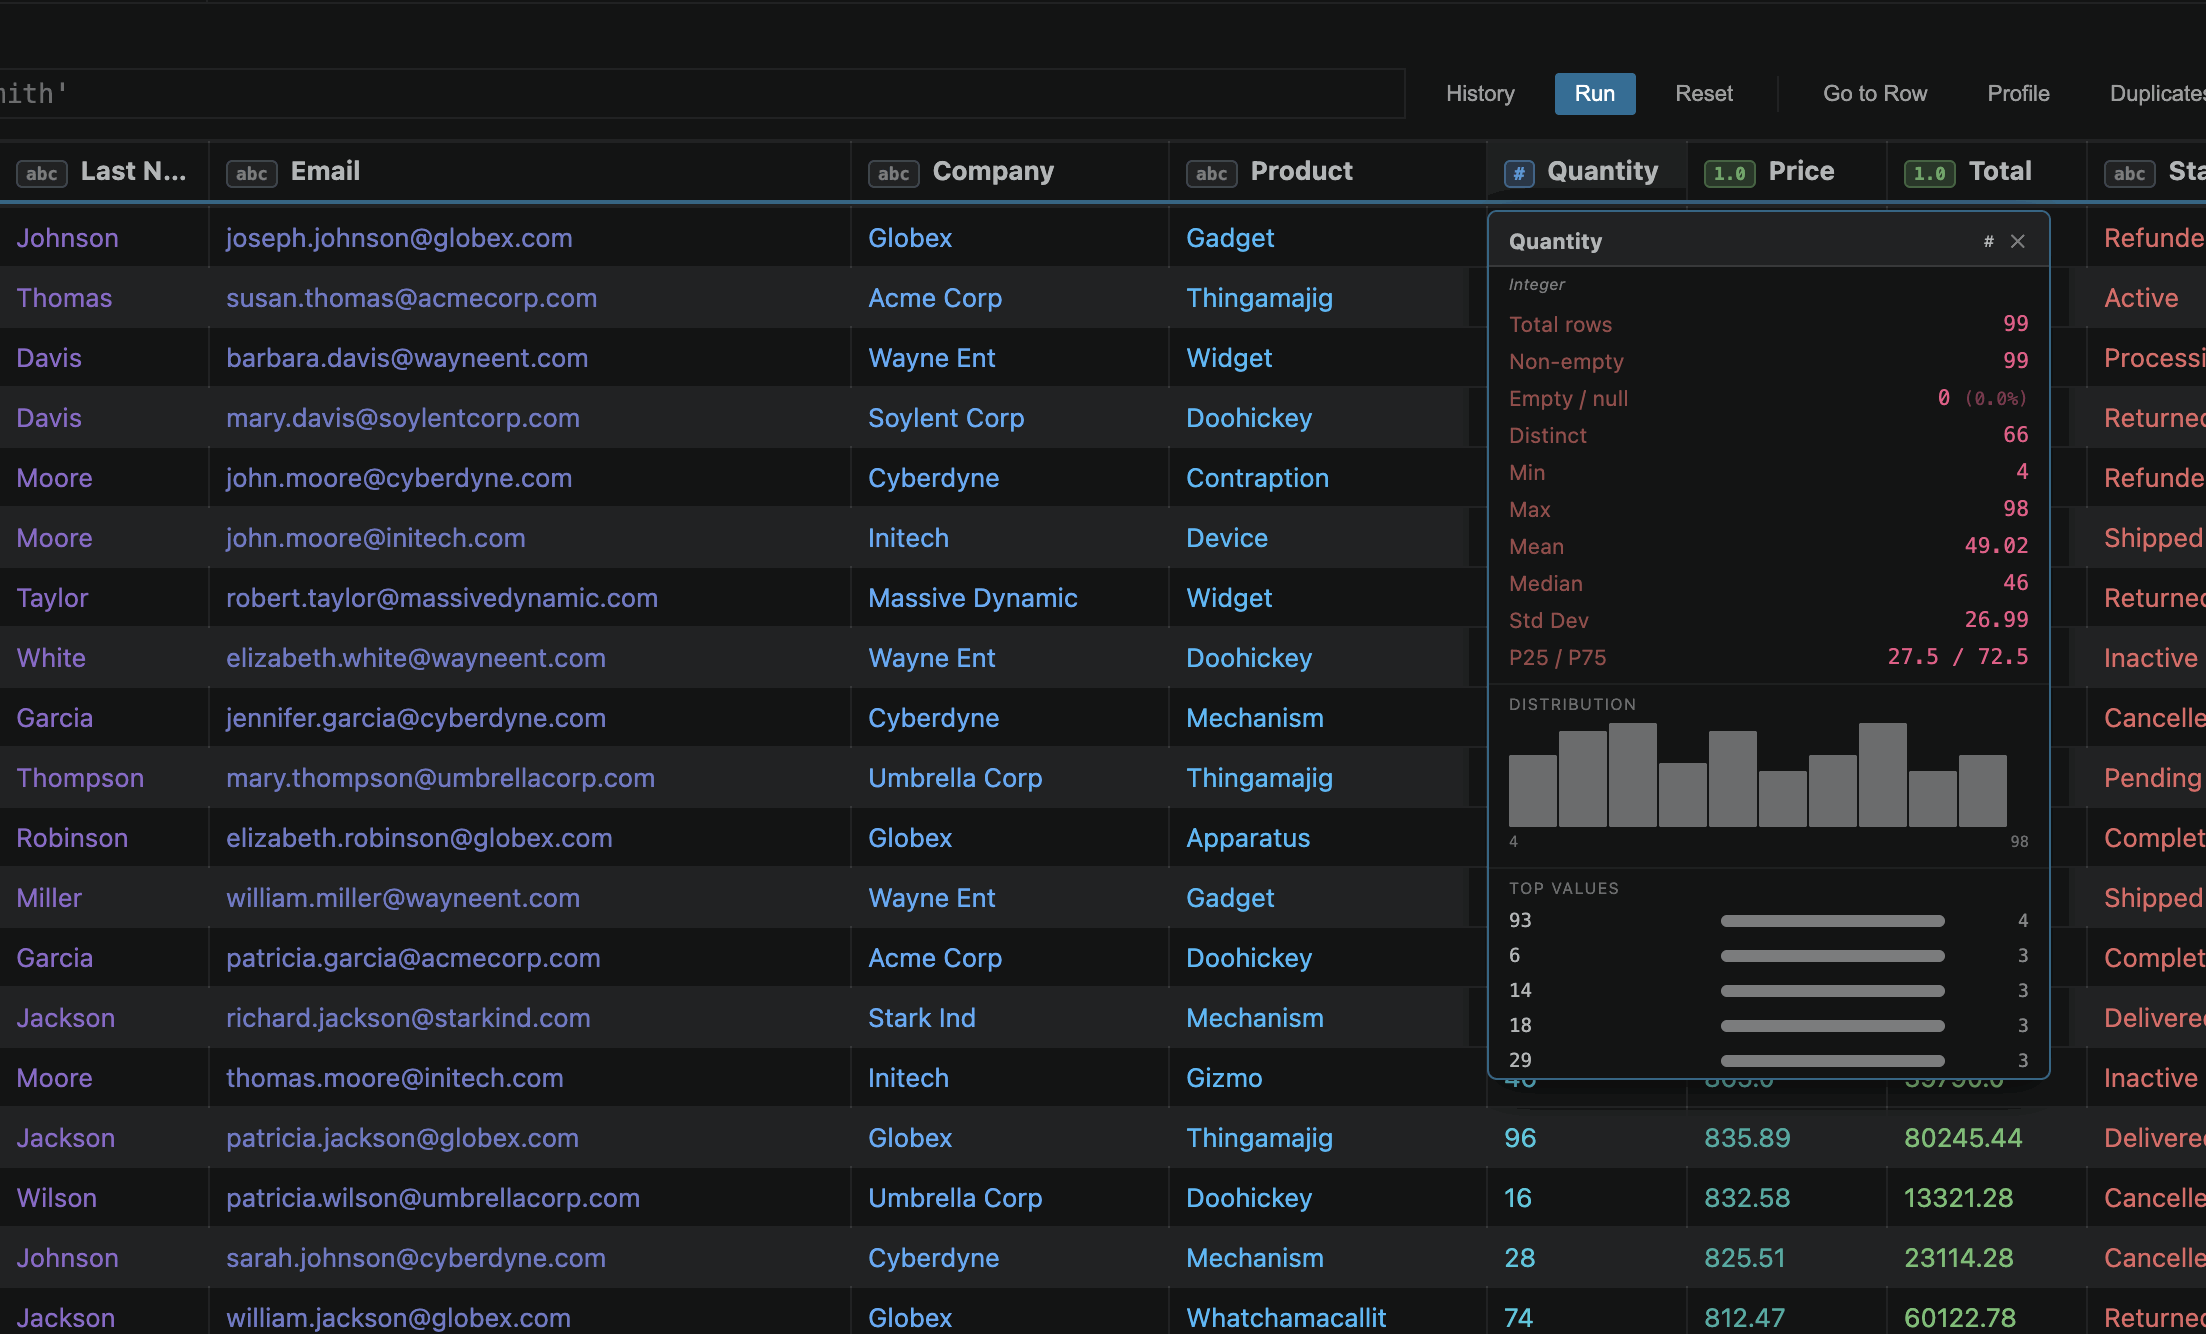 nith'
History Run Reset Go to Row Profile Duplicates
abc Last N... abc Email abc Company abc Product # Quantity 1.0 Price 1.0 Total abc Sta
Johnson joseph.johnson@globex.com Globex Gadget Refunde
Thomas susan.thomas@acmecorp.com Acme Corp Thingamajig Active
Davis barbara.davis@wayneent.com Wayne Ent Widget Processi
Davis mary.davis@soylentcorp.com Soylent Corp Doohickey Returned
Moore john.moore@cyberdyne.com Cyberdyne Contraption Refunde
Moore john.moore@initech.com Initech Device Shipped
Taylor robert.taylor@massivedynamic.com Massive Dynamic Widget Returned
White elizabeth.white@wayneent.com Wayne Ent Doohickey Inactive
Garcia jennifer.garcia@cyberdyne.com Cyberdyne Mechanism Cancelle
Thompson mary.thompson@umbrellacorp.com Umbrella Corp Thingamajig Pending
Robinson elizabeth.robinson@globex.com Globex Apparatus Complet
Miller william.miller@wayneent.com Wayne Ent Gadget Shipped
Garcia patricia.garcia@acmecorp.com Acme Corp Doohickey Complet
Jackson richard.jackson@starkind.com Stark Ind Mechanism Delivered
Moore thomas.moore@initech.com Initech Gizmo Inactive
Jackson patricia.jackson@globex.com Globex Thingamajig 96 835.89 80245.44 Delivered
Wilson patricia.wilson@umbrellacorp.com Umbrella Corp Doohickey 16 832.58 13321.28 Cancelle
Johnson sarah.johnson@cyberdyne.com Cyberdyne Mechanism 28 825.51 23114.28 Cancelle
Jackson william.jackson@globex.com Globex Whatchamacallit 74 812.47 60122.78 Returned
Quantity # ×
Integer
Total rows 99
Non-empty 99
Empty / null 0 (0.0%)
Distinct 66
Min 4
Max 98
Mean 49.02
Median 46
Std Dev 26.99
P25 / P75 27.5 / 72.5
DISTRIBUTION
4 98
TOP VALUES
93 4
6 3
14 3
18 3
29 3